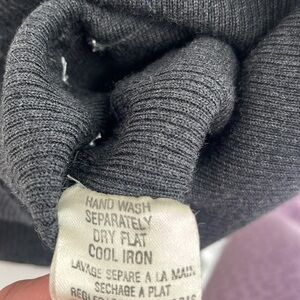 HAND WASH
SEPARATELY
DRY FLAT
COOL IRON
LAVAGE SEPARE A LA MAIN
SECHAGE A PLAT